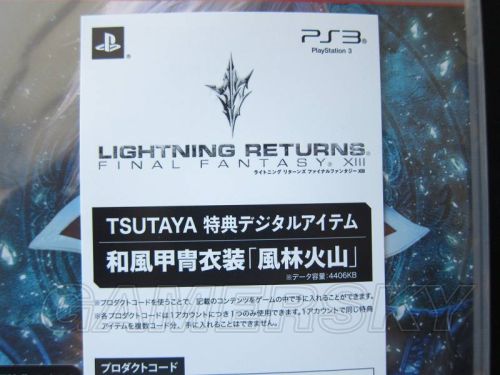 PS3®
PlayStation 3
LIGHTNING RETURNS®
FINAL FANTASY® XIII
ライトニング リターンズ ファイナルファンタジーXIII
TSUTAYA 特典デジタルアイテム
和風甲冑衣装「風林火山」
※データ容量:4406KB
※プロダクトコードを使うことで、記載のコンテンツをゲームの中で手に入れることができます。
※各プロダクトコードは1アカウントにつき1つのみ使用できます。1アカウントで同じ特典
アイテムを複数コード分、手に入れることはできません。
GAMERSKY
プロダクトコード